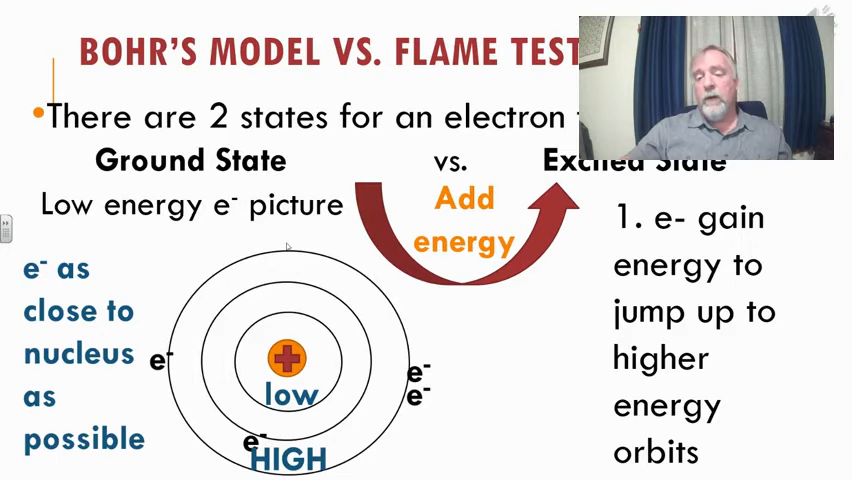 BOHR'S MODEL VS. FLAME TEST
•There are 2 states for an electron
Ground State vs. Excited State
Low energy e- picture
Add
energy
e- as
close to
nucleus
as
possible
e-
low
e-
HIGH
e-
e-
1. e- gain
energy to
jump up to
higher
energy
orbits